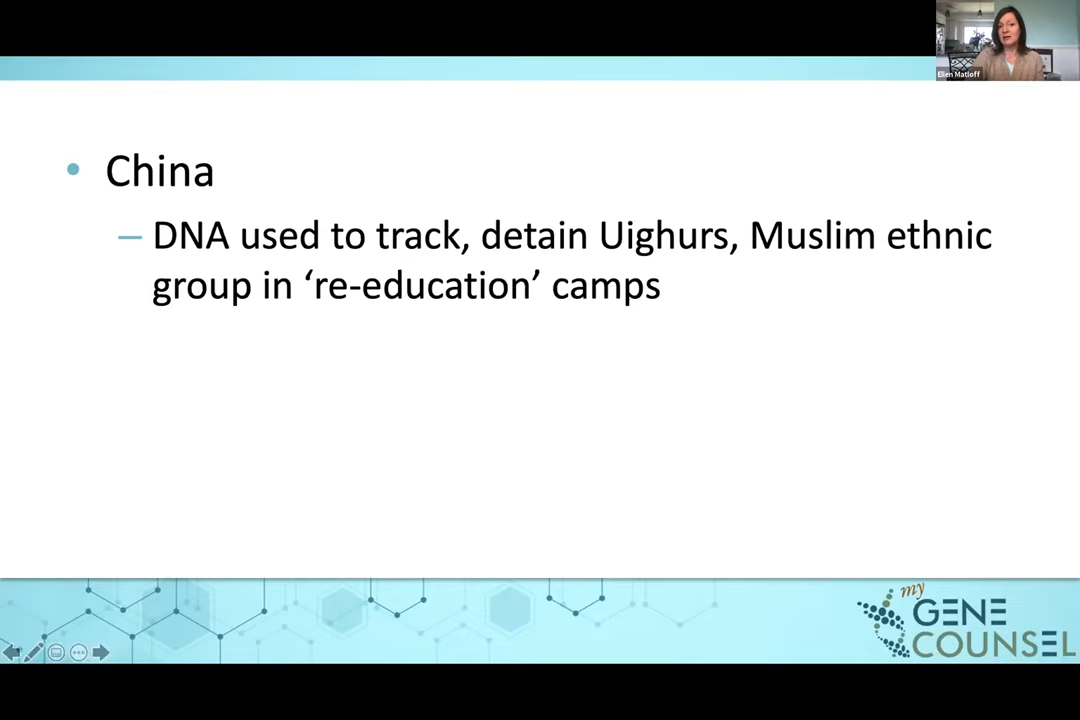 Ellen Matloff
• China
– DNA used to track, detain Uighurs, Muslim ethnic
group in ‘re-education’ camps
my
GENE
COUNSEL